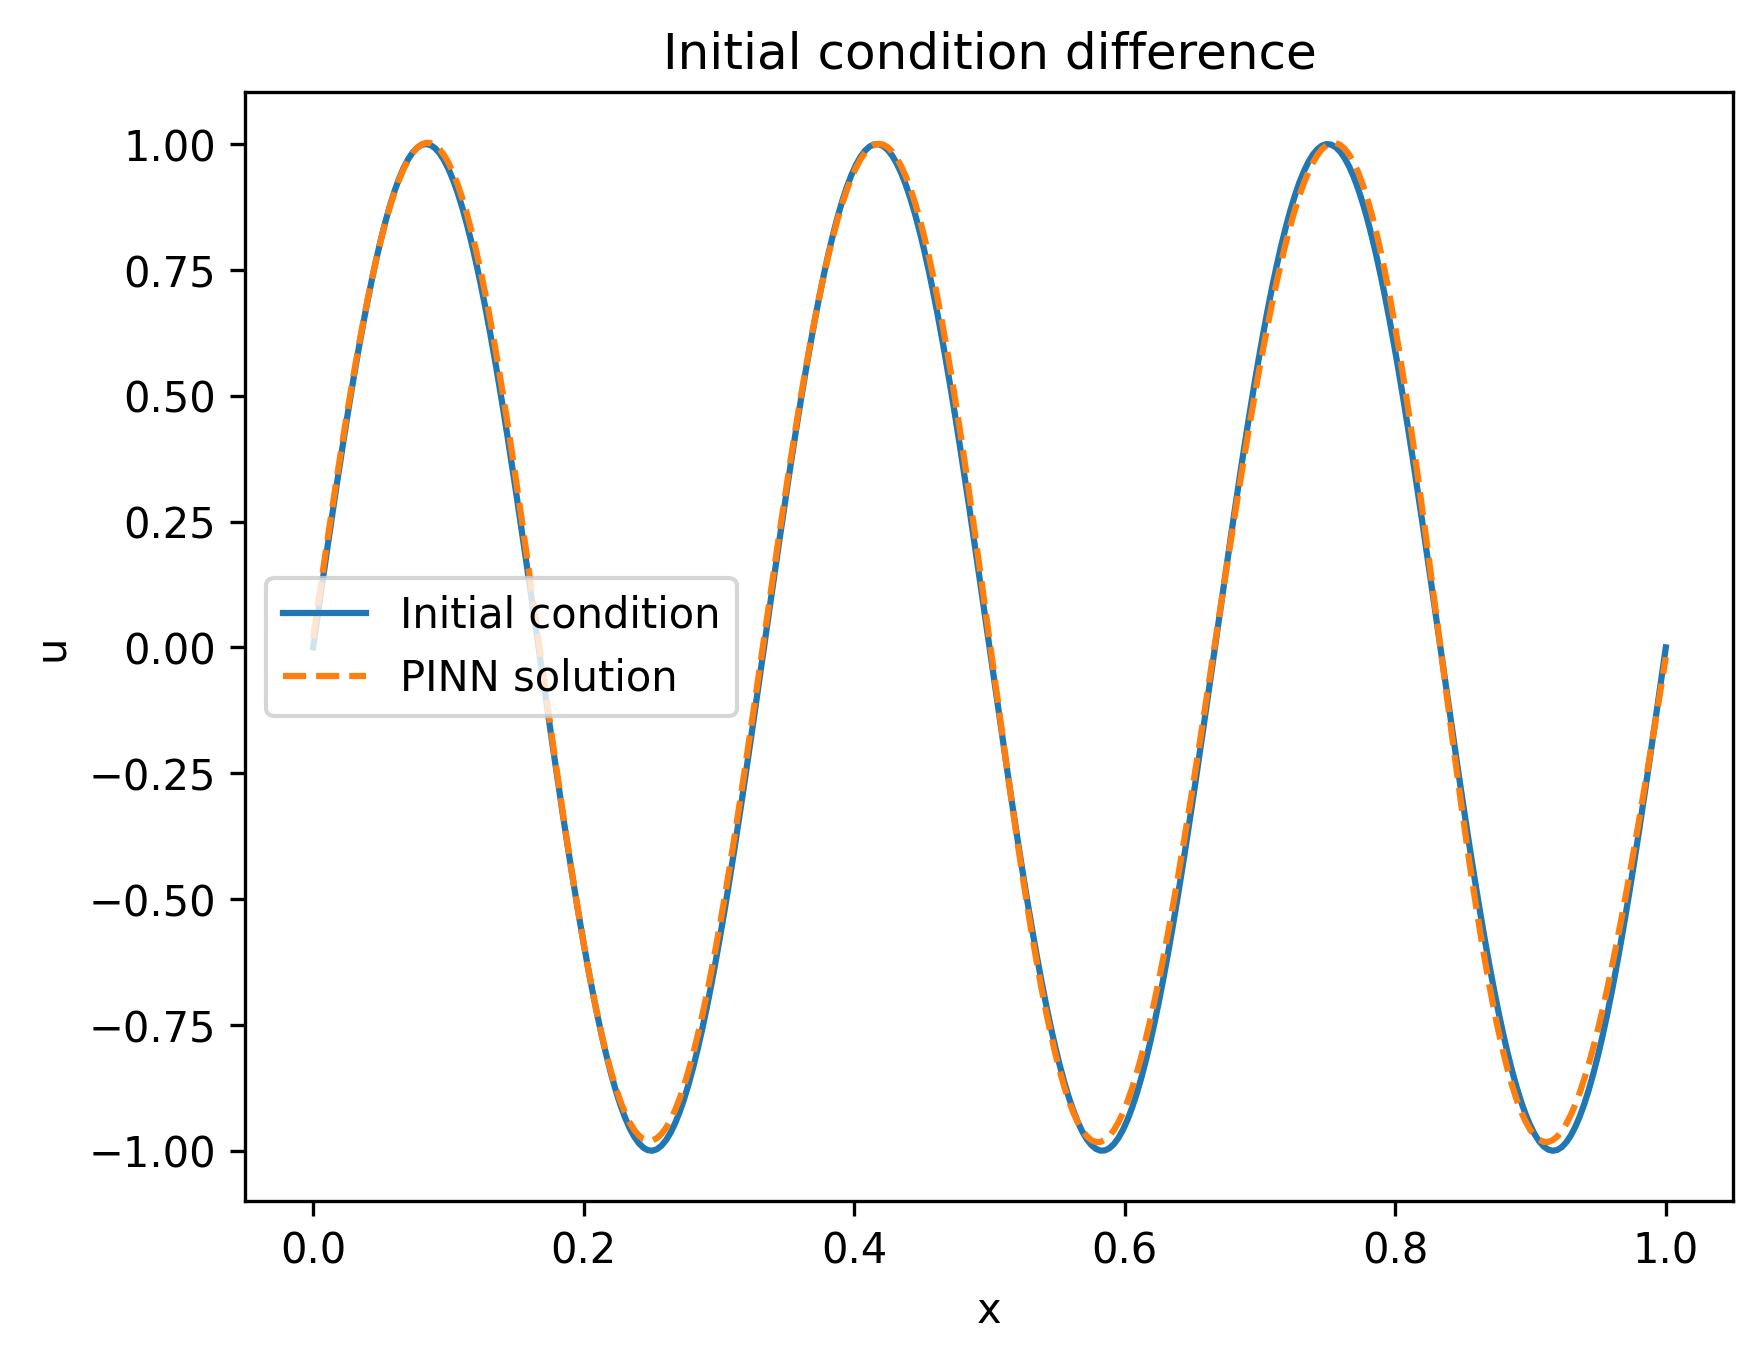 Initial condition difference
1.00
0.75
0.50
0.25
0.00
−0.25
−0.50
−0.75
−1.00
u
Initial condition
PINN solution
0.0 0.2 0.4 0.6 0.8 1.0
x